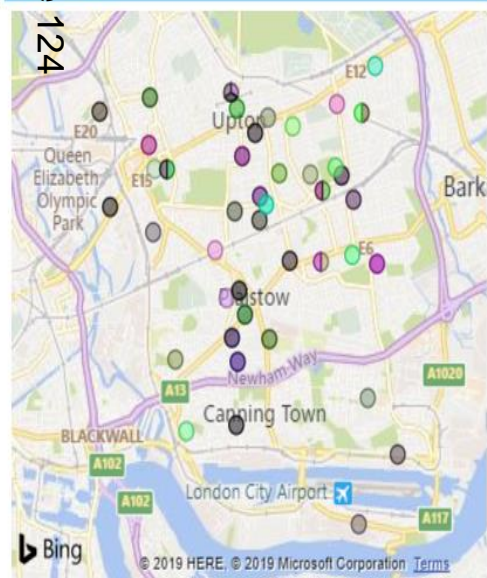 124
E12
Upton
E20
Queen
Elizabeth
Olympic
Park
E15
Bark
E6
Plaistow
Newham Way
A13
A1020
Canning Town
BLACKWALL
A102
London City Airport
A102
A117
Bing
© 2019 HERE, © 2019 Microsoft Corporation Terms